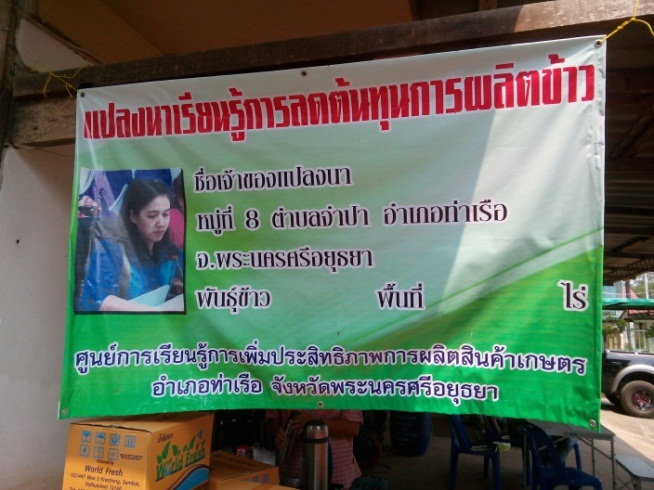 แปลงนาเรียนรู้การลดต้นทุนการผลิตข้าว
ชื่อเจ้าของแปลงนา
หมู่ที่ 8 ตำบลจำปา อำเภอท่าเรือ
จ.พระนครศรีอยุธยา
พันธุ์ข้าว พื้นที่ ไร่
ศูนย์การเรียนรู้การเพิ่มประสิทธิภาพการผลิตสินค้าเกษตร
อำเภอท่าเรือ จังหวัดพระนครศรีอยุธยา
World Fresh
World Fresh